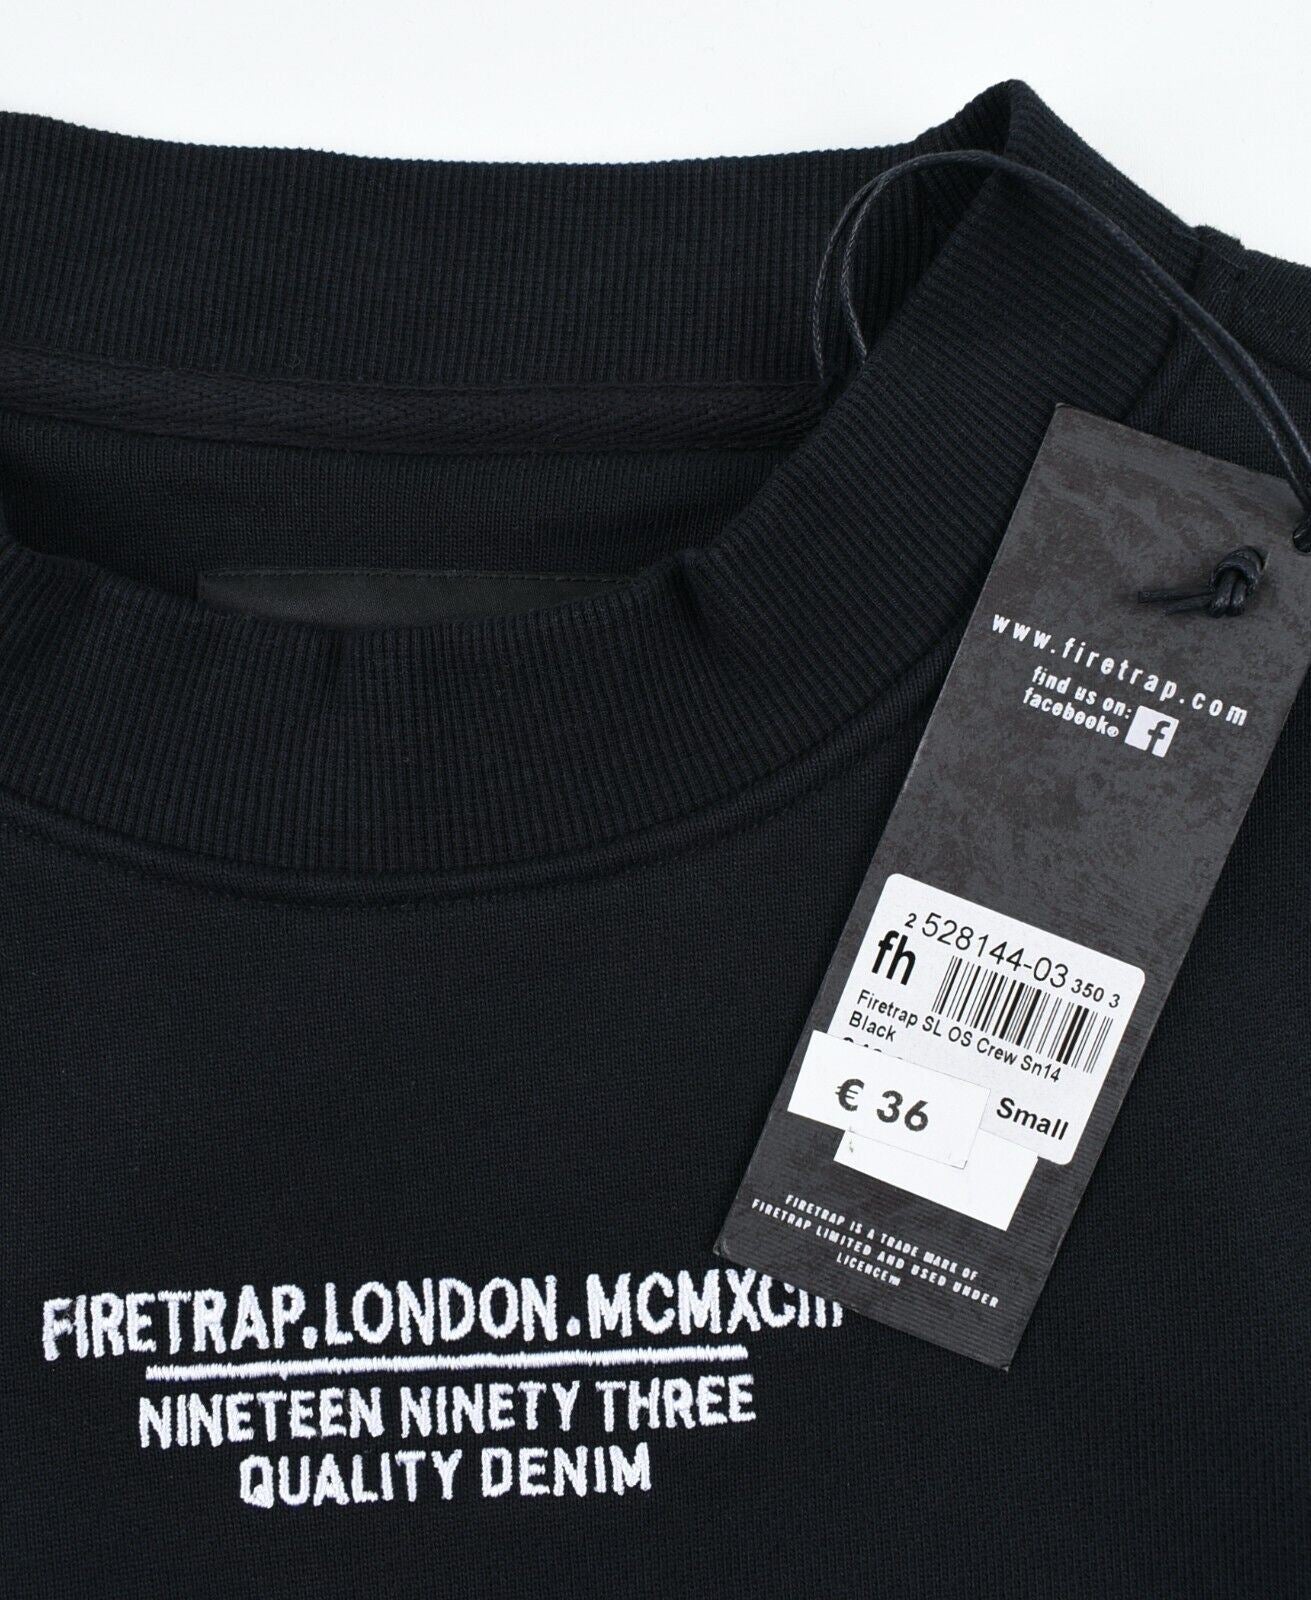 www.firetrap.com
find us on:
facebook® f
2 528144-03 350 3
fh
Firetrap SL OS Crew Sn14
Black
€ 36
Small
FIRETRAP IS A TRADE MARK OF
FIRETRAP LIMITED AND USED UNDER
LICENCE™
FIRETRAP.LONDON.MCMXCIII
NINETEEN NINETY THREE
QUALITY DENIM